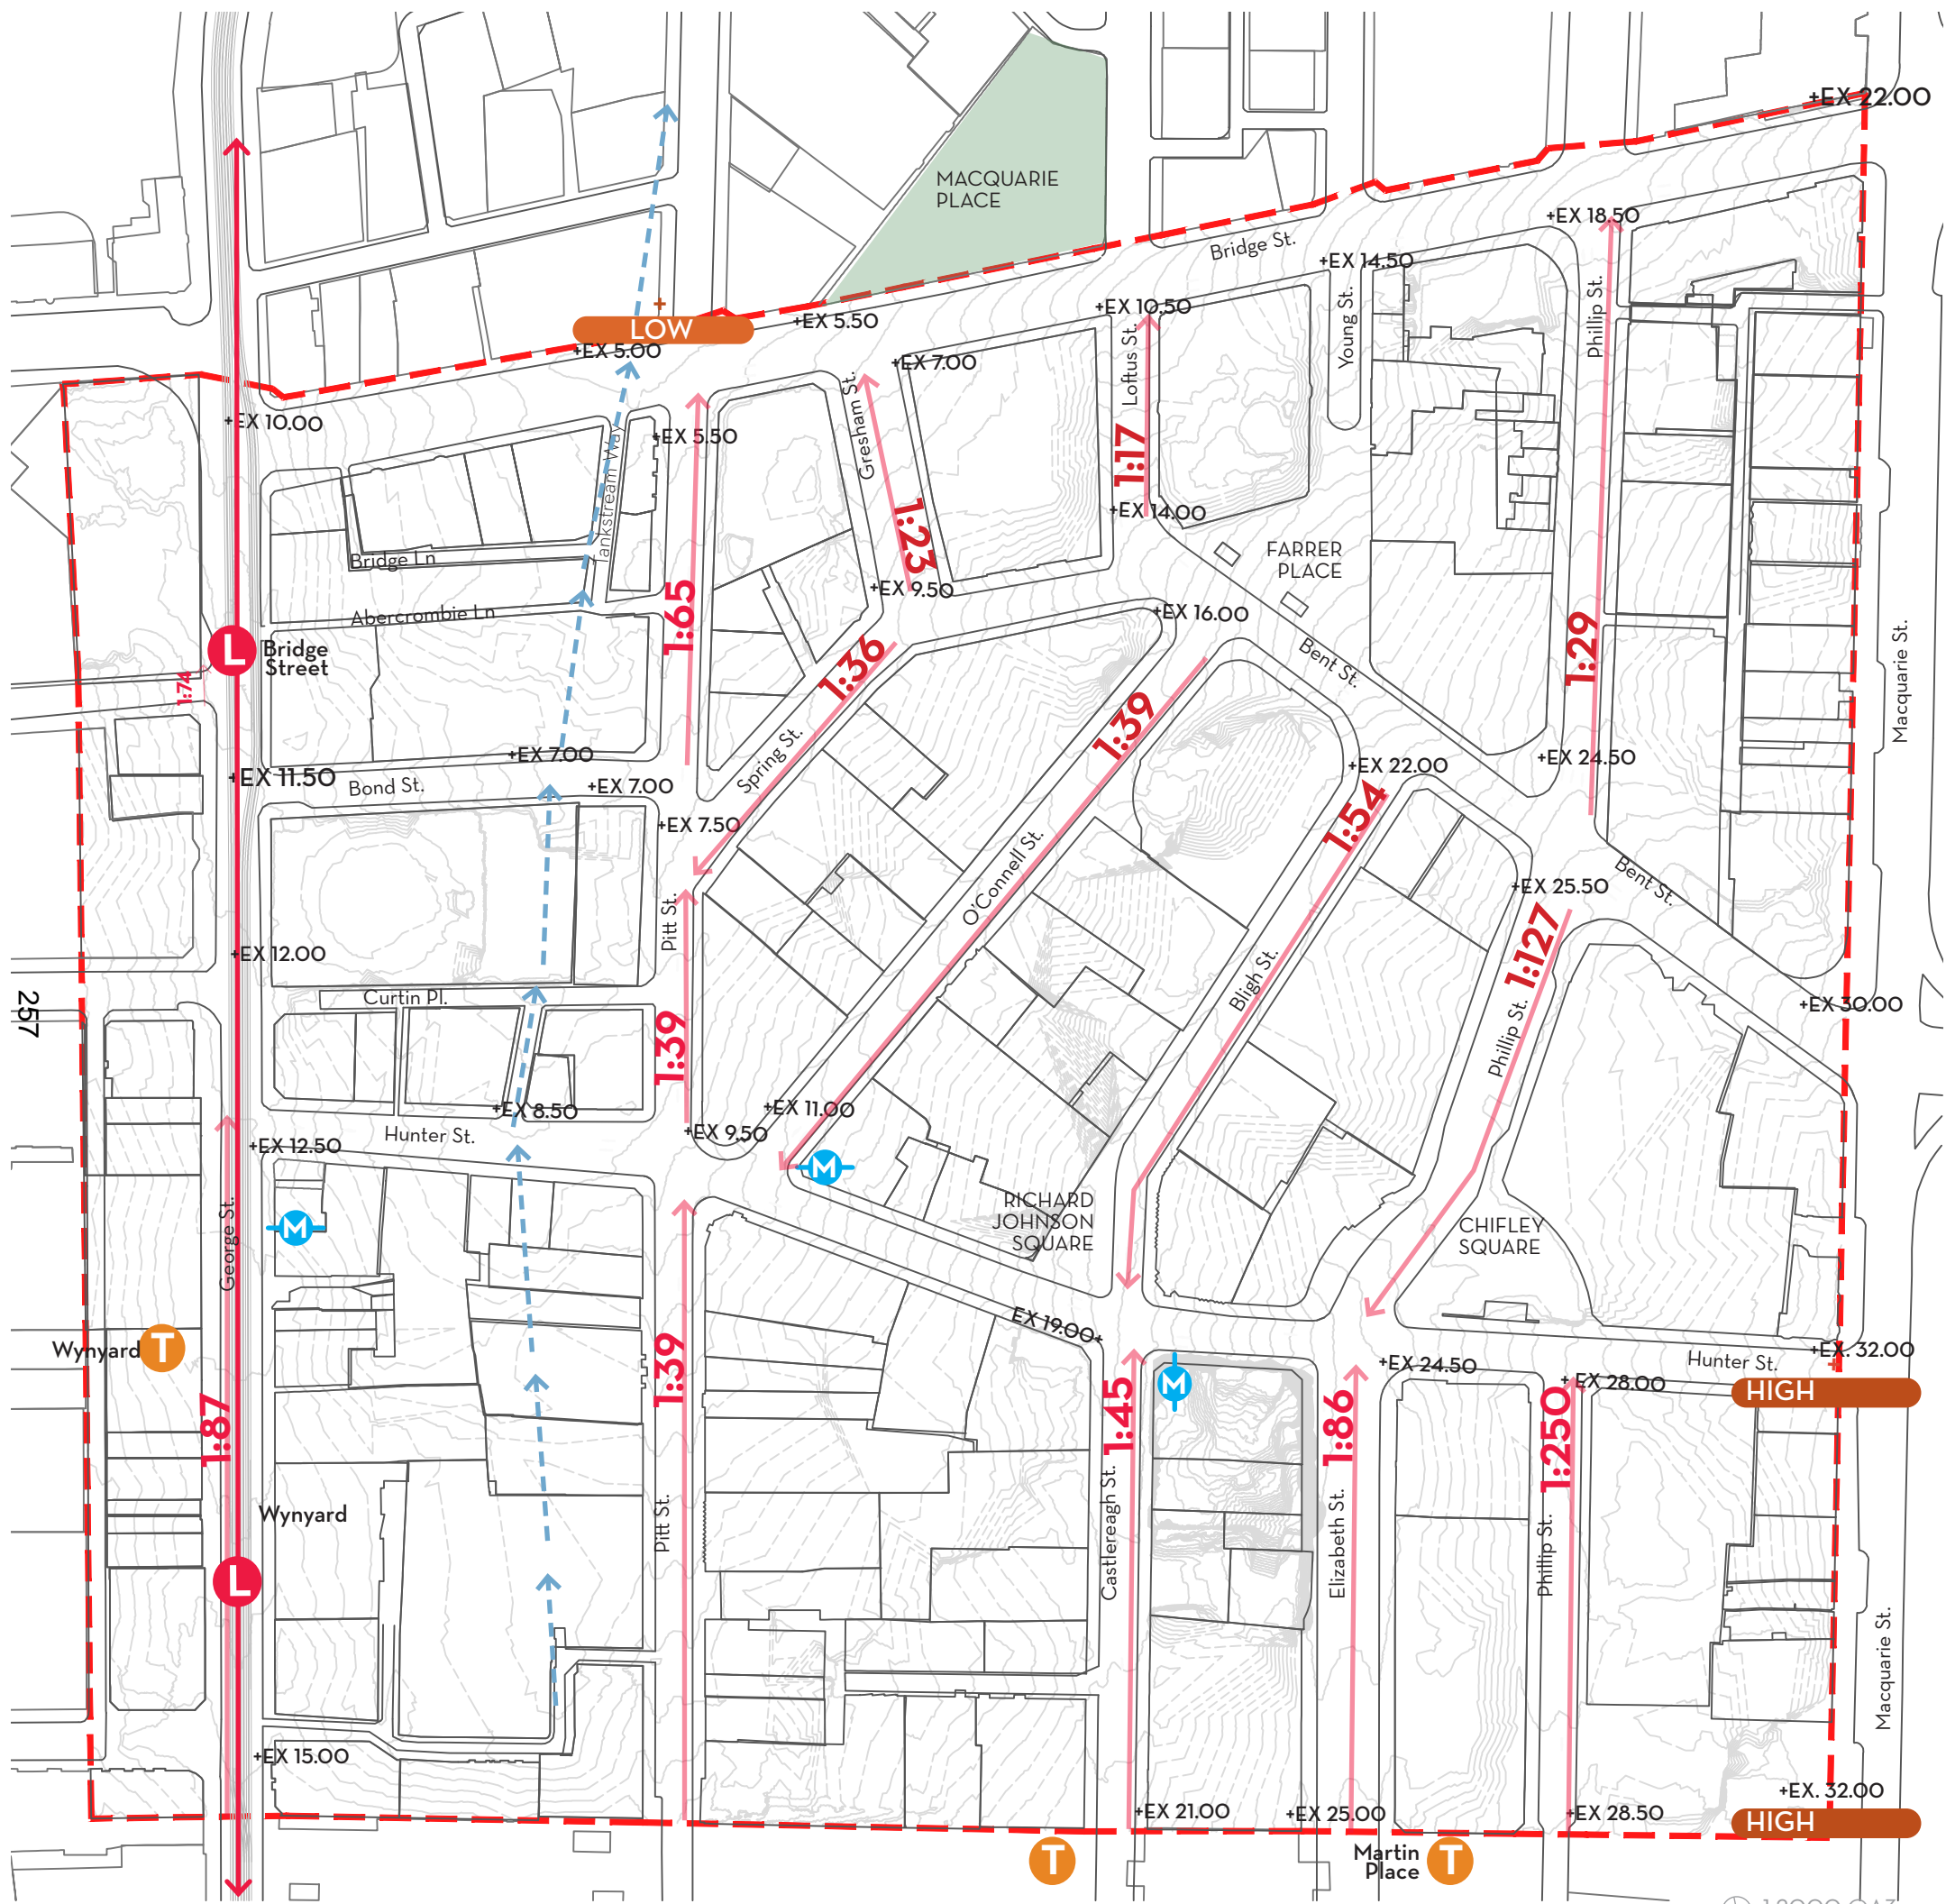 +EX 22.00
MACQUARIE
PLACE
+EX 18.50
Bridge St.
+EX 14.50
LOW
+EX 5.50
+EX 10.50
+EX 5.00
+EX 7.00
Loftus St.
Young St.
Phillip St.
+EX 10.00
+EX 5.50
Gresham St.
Tankstream Way
1:17
+EX 14.00
1:23
Bridge Ln
FARRER
PLACE
+EX 9.50
Abercrombie Ln
1:65
+EX 16.00
L
Bridge
Street
1:36
1:29
Bent St.
Macquarie St.
1:74
1:39
+EX 7.00
Spring St.
+EX 24.50
+EX 22.00
+EX 11.50
Bond St.
+EX 7.00
1:54
+EX 7.50
O'Connell St.
+EX 25.50
Bent St.
Pitt St.
+EX 12.00
1:127
Bligh St.
Curtin Pl.
257
+EX 30.00
1:39
Phillip St.
+EX 8.50
+EX 11.00
Hunter St.
+EX 9.50
+EX 12.50
M
George St.
M
RICHARD
JOHNSON
SQUARE
CHIFLEY
SQUARE
EX 19.00+
Wynyard
T
+EX. 32.00
Hunter St.
+EX 24.50
+EX 28.00
HIGH
M
1:39
1:87
1:45
1:86
1:250
Wynyard
Pitt St.
Castlereagh St.
Elizabeth St.
Phillip St.
L
Macquarie St.
+EX 15.00
+EX. 32.00
+EX 21.00
+EX 25.00
+EX 28.50
HIGH
T
Martin
Place
T